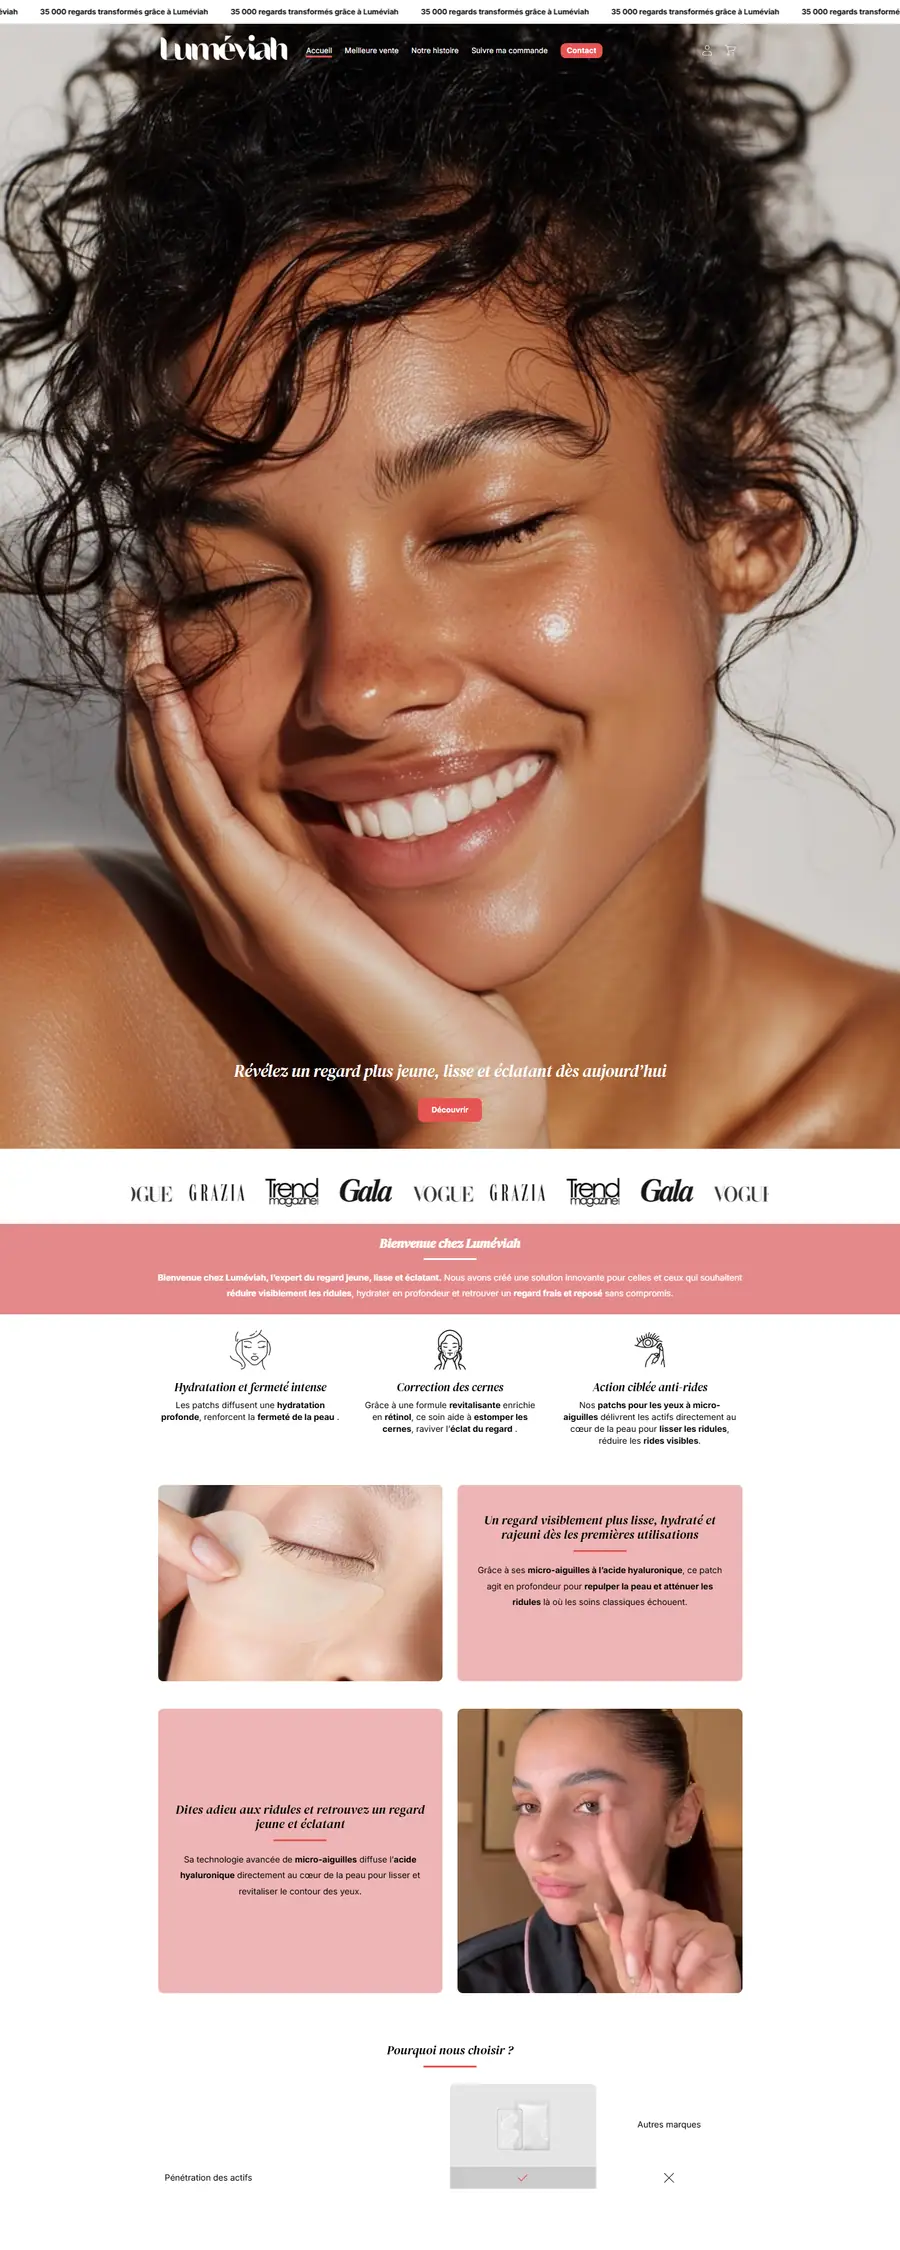 éviah 35 000 regards transformés grâce à Luméviah 35 000 regards transformés grâce à Luméviah 35 000 regards transformés grâce à Luméviah 35 000 regards transformés grâce à Luméviah 35 000 regards transformé
Luméviah Accueil Meilleure vente Notre histoire Suivre ma commande Contact
Révélez un regard plus jeune, lisse et éclatant dès aujourd'hui
Découvrir
OGUE GRAZIA Trend magazine Gala VOGUE GRAZIA Trend magazine Gala VOGUE
Bienvenue chez Luméviah
Bienvenue chez Luméviah, l'expert du regard jeune, lisse et éclatant. Nous avons créé une solution innovante pour celles et ceux qui souhaitent
réduire visiblement les ridules, hydrater en profondeur et retrouver un regard frais et reposé sans compromis.
Hydratation et fermeté intense
Les patchs diffusent une hydratation
profonde, renforcent la fermeté de la peau .
Correction des cernes
Grâce à une formule revitalisante enrichie
en rétinol, ce soin aide à estomper les
cernes, raviver l'éclat du regard .
Action ciblée anti-rides
Nos patchs pour les yeux à micro-
aiguilles délivrent les actifs directement au
cœur de la peau pour lisser les ridules,
réduire les rides visibles.
Un regard visiblement plus lisse, hydraté et
rajeuni dès les premières utilisations
Grâce à ses micro-aiguilles à l'acide hyaluronique, ce patch
agit en profondeur pour repulper la peau et atténuer les
ridules là où les soins classiques échouent.
Dites adieu aux ridules et retrouvez un regard
jeune et éclatant
Sa technologie avancée de micro-aiguilles diffuse l'acide
hyaluronique directement au cœur de la peau pour lisser et
revitaliser le contour des yeux.
Pourquoi nous choisir ?
Autres marques
Pénétration des actifs